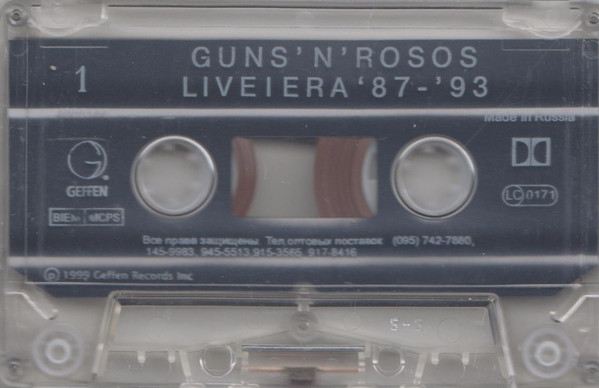 GUNS'N'ROSOS
1
LIVEIERA'87-'93
Made in Russia
GEFFEN
LC 0171
BIEM MCPS
Все права защищены. Тел.оптовых поставок (095) 742-7880,
145-9983, 945-5513,915-3565, 917-8416
℗ 1999 Geffen Records Inc